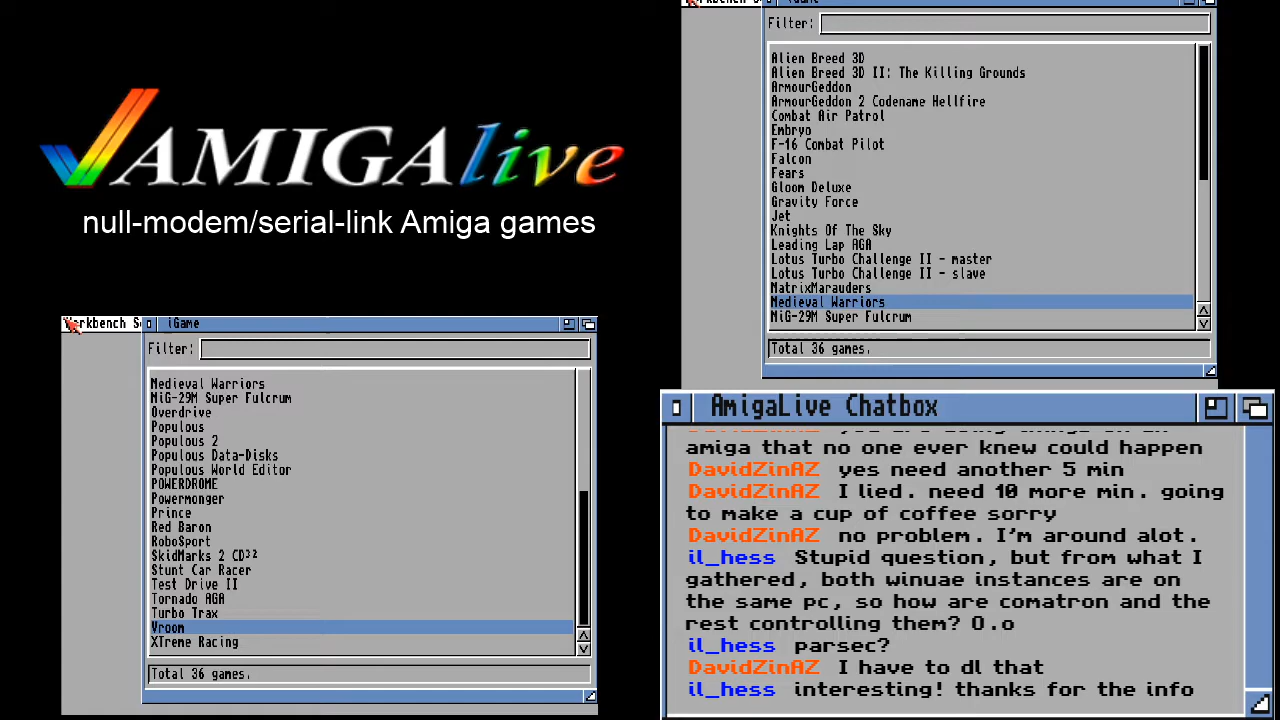 AMIGAlive
null-modem/serial-link Amiga games
Workbench S
iGame
Filter:
Medieval Warriors
MiG-29M Super Fulcrum
Overdrive
Populous
Populous 2
Populous Data-Disks
Populous World Editor
POWERDROME
Powermonger
Prince
Red Baron
RoboSport
SkidMarks 2 CD³²
Stunt Car Racer
Test Drive II
Tornado AGA
Turbo Trax
Vroom
XTreme Racing
Total 36 games.
Filter:
Alien Breed 3D
Alien Breed 3D II: The Killing Grounds
ArmourGeddon
ArmourGeddon 2 Codename Hellfire
Combat Air Patrol
Embryo
F-16 Combat Pilot
Falcon
Fears
Gloom Deluxe
Gravity Force
Jet
Knights Of The Sky
Leading Lap AGA
Lotus Turbo Challenge II - master
Lotus Turbo Challenge II - slave
MatrixMarauders
Medieval Warriors
MiG-29M Super Fulcrum
Total 36 games.
AmigaLive Chatbox
amiga that no one ever knew could happen
DavidZinAZ yes need another 5 min
DavidZinAZ I lied. need 10 more min. going
to make a cup of coffee sorry
DavidZinAZ no problem. I'm around alot.
il_hess Stupid question, but from what I
gathered, both winuae instances are on
the same pc, so how are comatron and the
rest controlling them? O.o
il_hess parsec?
DavidZinAZ I have to dl that
il_hess interesting! thanks for the info